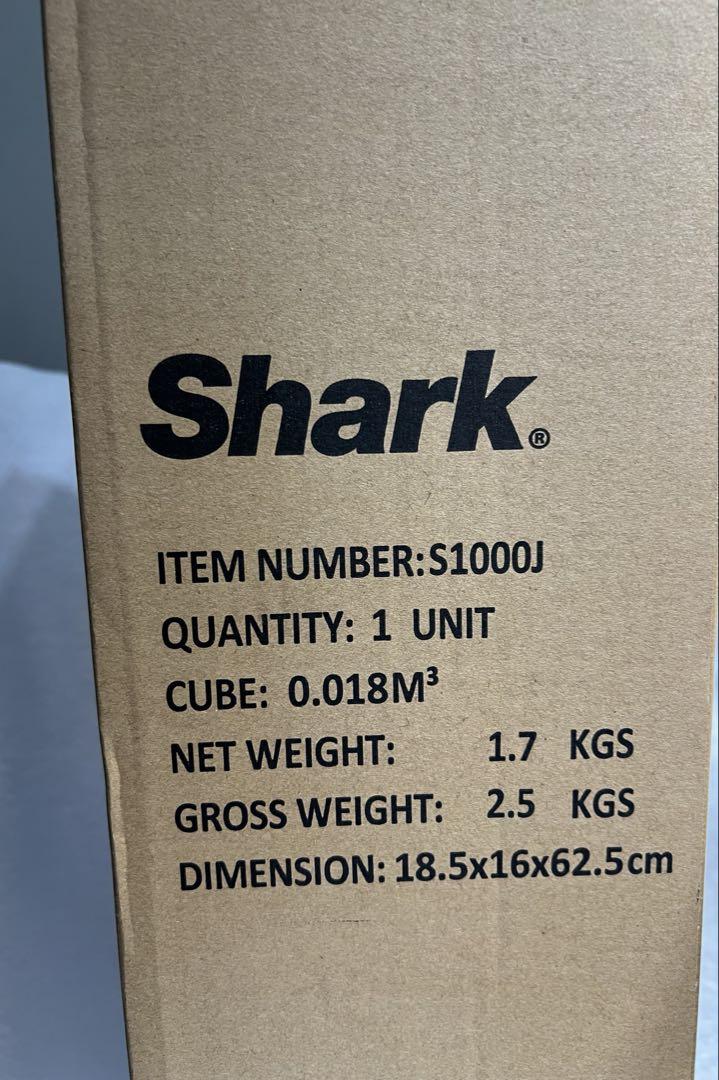 Shark®
ITEM NUMBER:S1000J
QUANTITY: 1 UNIT
CUBE: 0.018M³
NET WEIGHT: 1.7 KGS
GROSS WEIGHT: 2.5 KGS
DIMENSION: 18.5x16x62.5cm